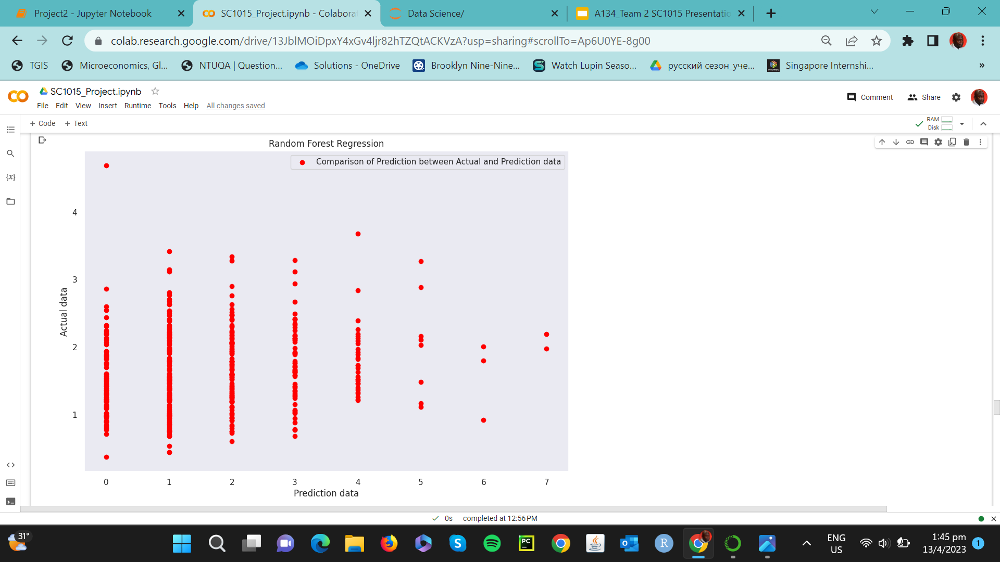 Project2 - Jupyter Notebook
SC1015_Project.ipynb - Colabora
Data Science/
A134_Team 2 SC1015 Presentatio
colab.research.google.com/drive/13JblMOiDpxY4xGv4ljr82hTZQtACKVzA?usp=sharing#scrollTo=Ap6U0YE-8g00
TGIS
Microeconomics, Gl...
NTUQA | Question...
Solutions - OneDrive
Brooklyn Nine-Nine...
Watch Lupin Seaso...
русский сезон_уче...
Singapore Internshi...
»
CO
SC1015_Project.ipynb
File Edit View Insert Runtime Tools Help All changes saved
Comment
Share
+ Code + Text
RAM
Disk
{x}
Random Forest Regression
Comparison of Prediction between Actual and Prediction data
4
3
2
1
Actual data
0 1 2 3 4 5 6 7
Prediction data
0s completed at 12:56 PM
31°
PC
ENG
US
1:45 pm
13/4/2023
1